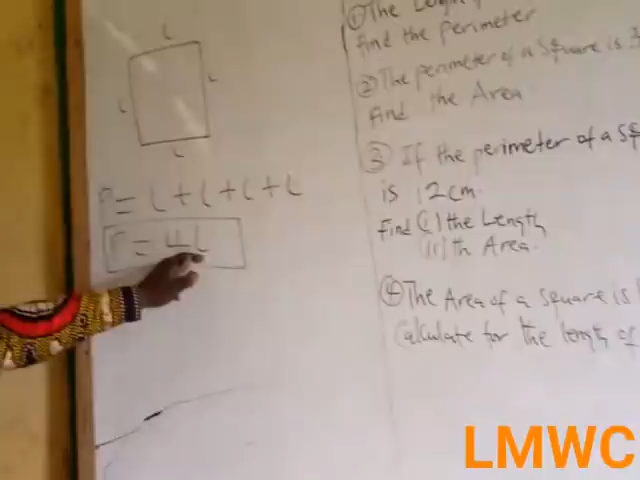 L
L
L
L
P = L + L + L + L
P = 4L
① The Length
find the perimeter
② The perimeter of a Square is
find the Area
③ If the perimeter of a
is 12cm.
Find (i) the Length
(ii) th Area.
④ The Area of a Square is
Calculate for the length of
LMWC